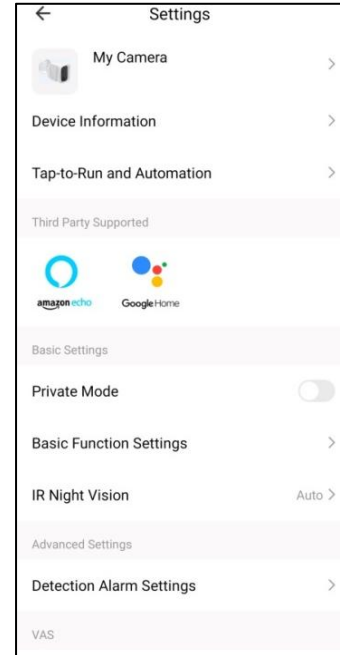 Settings
My Camera
Device Information
Tap-to-Run and Automation
Third Party Supported
amazon echo
Google Home
Basic Settings
Private Mode
Basic Function Settings
IR Night Vision Auto
Advanced Settings
Detection Alarm Settings
VAS